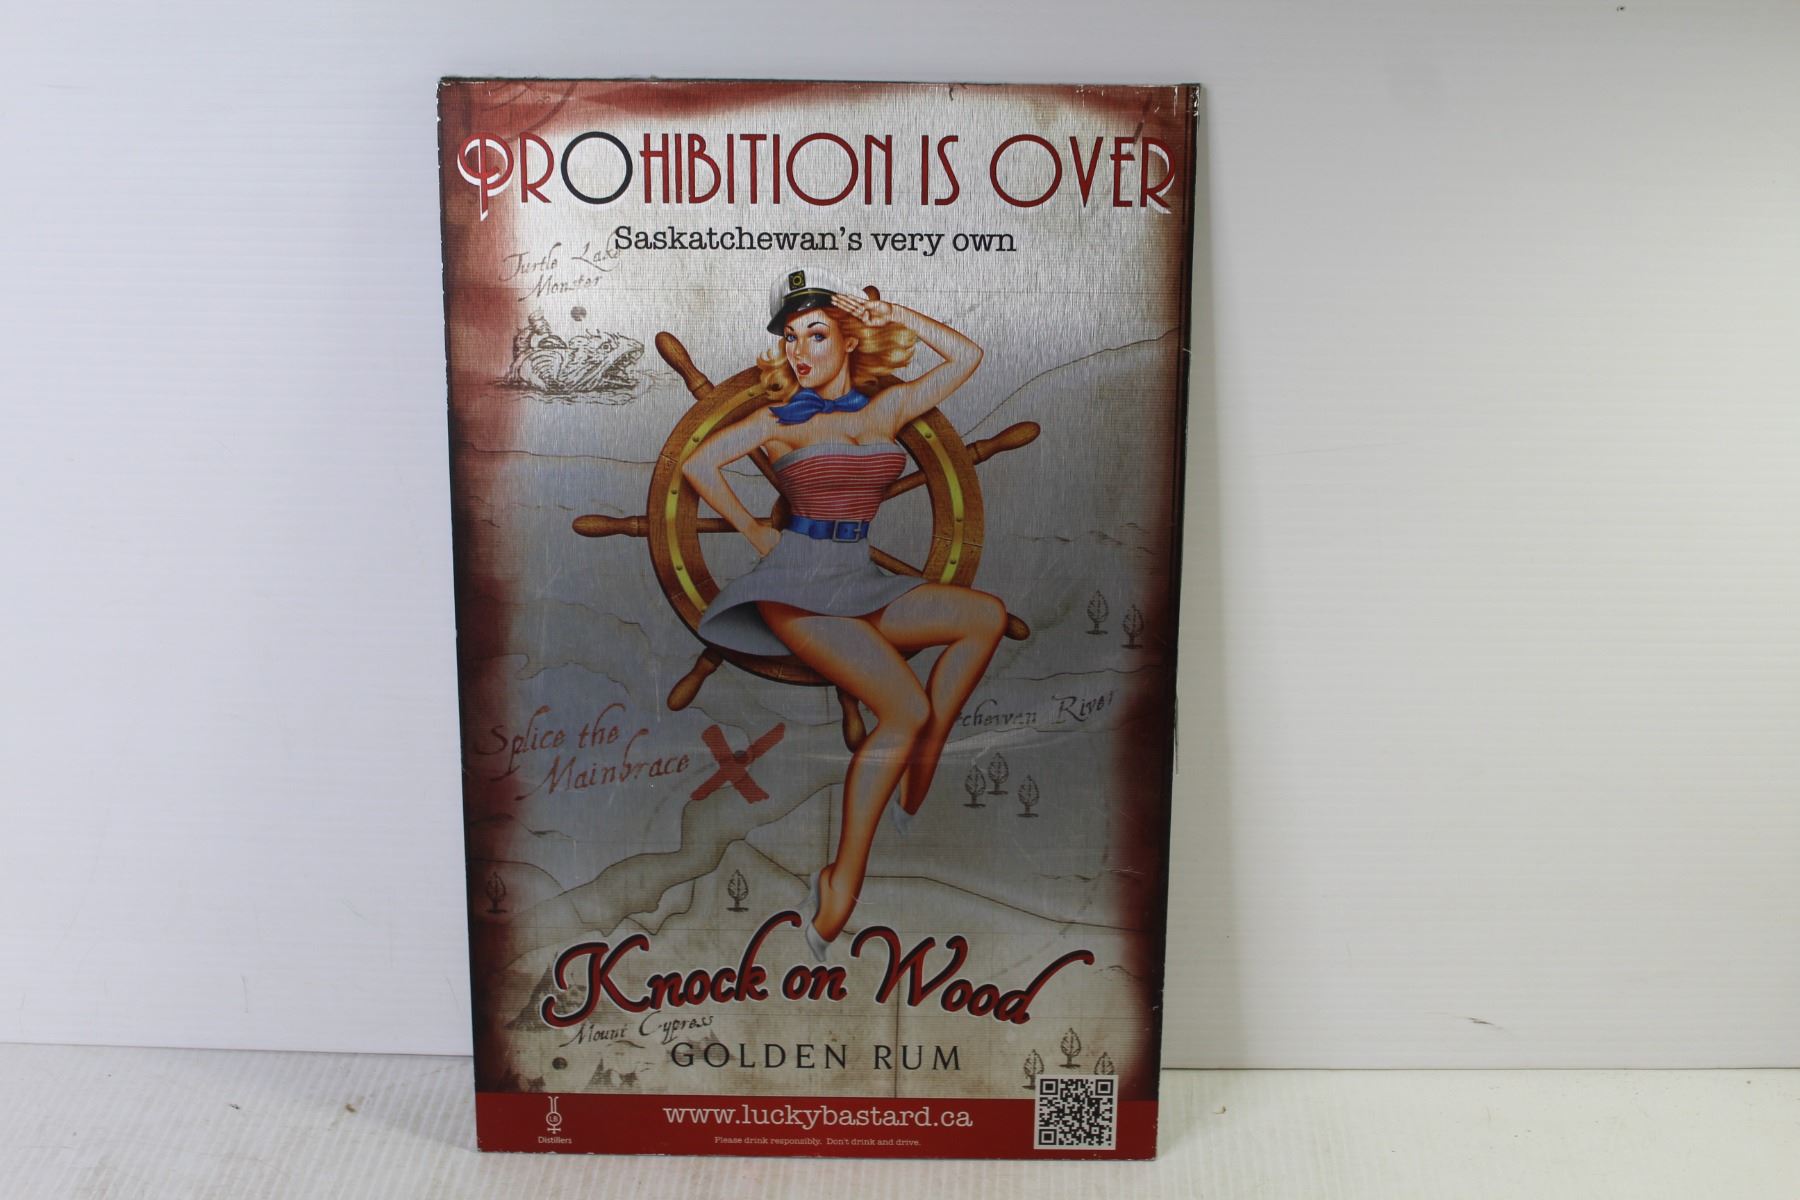 PROHIBITION IS OVER
Saskatchewan's very own
Turtle Lake
Monster
chewan River
Splice the
Mainbrace
Knock on Wood
Mount Cypress
GOLDEN RUM
www.luckybastard.ca
Please drink responsibly. Don't drink and drive.
LB
Distillers